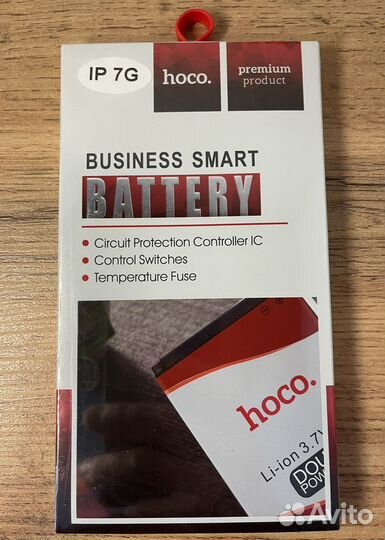 IP 7G
hoco.
premium
product
BUSINESS SMART
BATTERY
• Circuit Protection Controller IC
• Control Switches
• Temperature Fuse
hoco.
Li-ion 3.7V
Avito